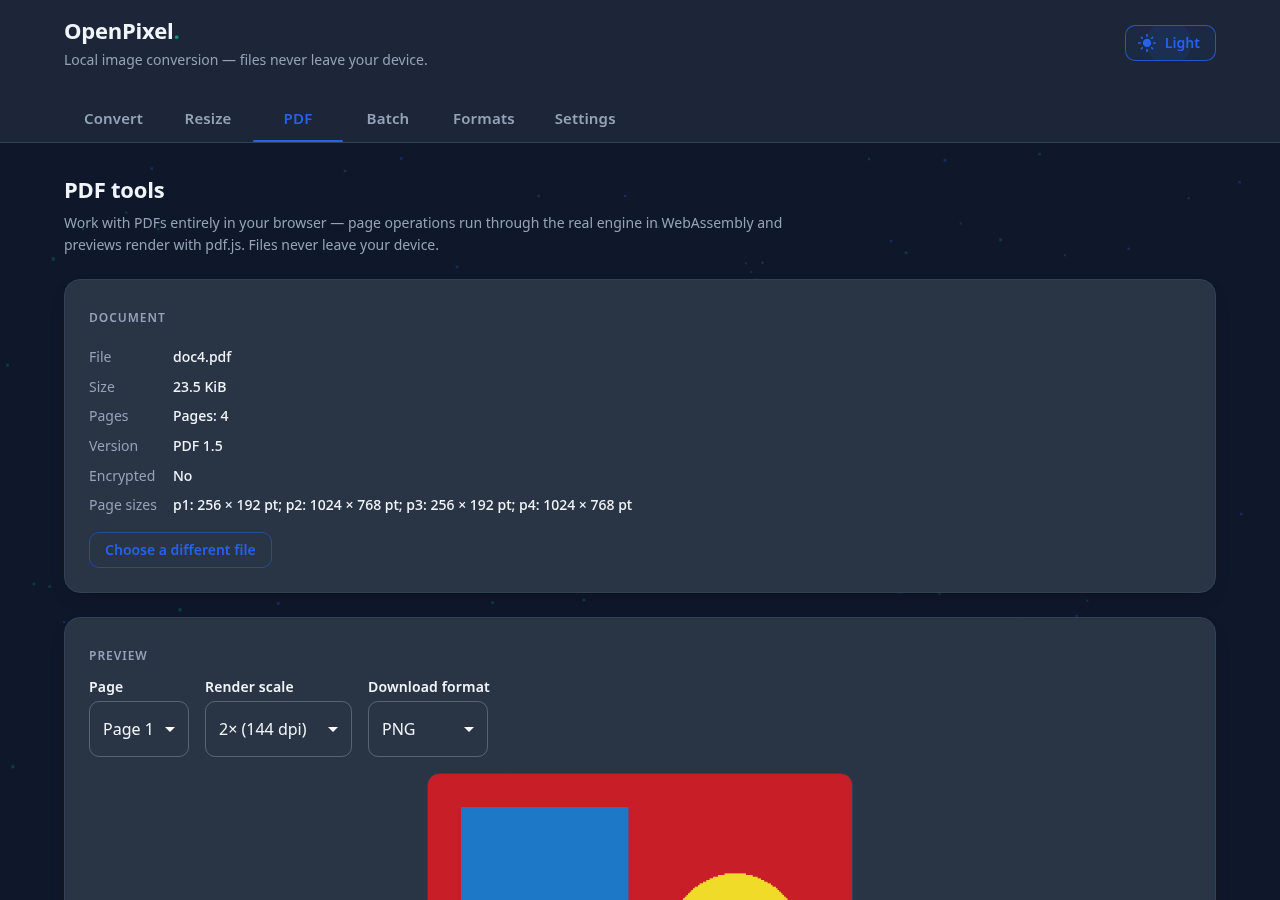 OpenPixel.
Local image conversion — files never leave your device.
Light
Convert Resize PDF Batch Formats Settings
PDF tools
Work with PDFs entirely in your browser — page operations run through the real engine in WebAssembly and
previews render with pdf.js. Files never leave your device.
DOCUMENT
File doc4.pdf
Size 23.5 KiB
Pages Pages: 4
Version PDF 1.5
Encrypted No
Page sizes p1: 256 × 192 pt; p2: 1024 × 768 pt; p3: 256 × 192 pt; p4: 1024 × 768 pt
Choose a different file
PREVIEW
Page Render scale Download format
Page 1 2× (144 dpi) PNG